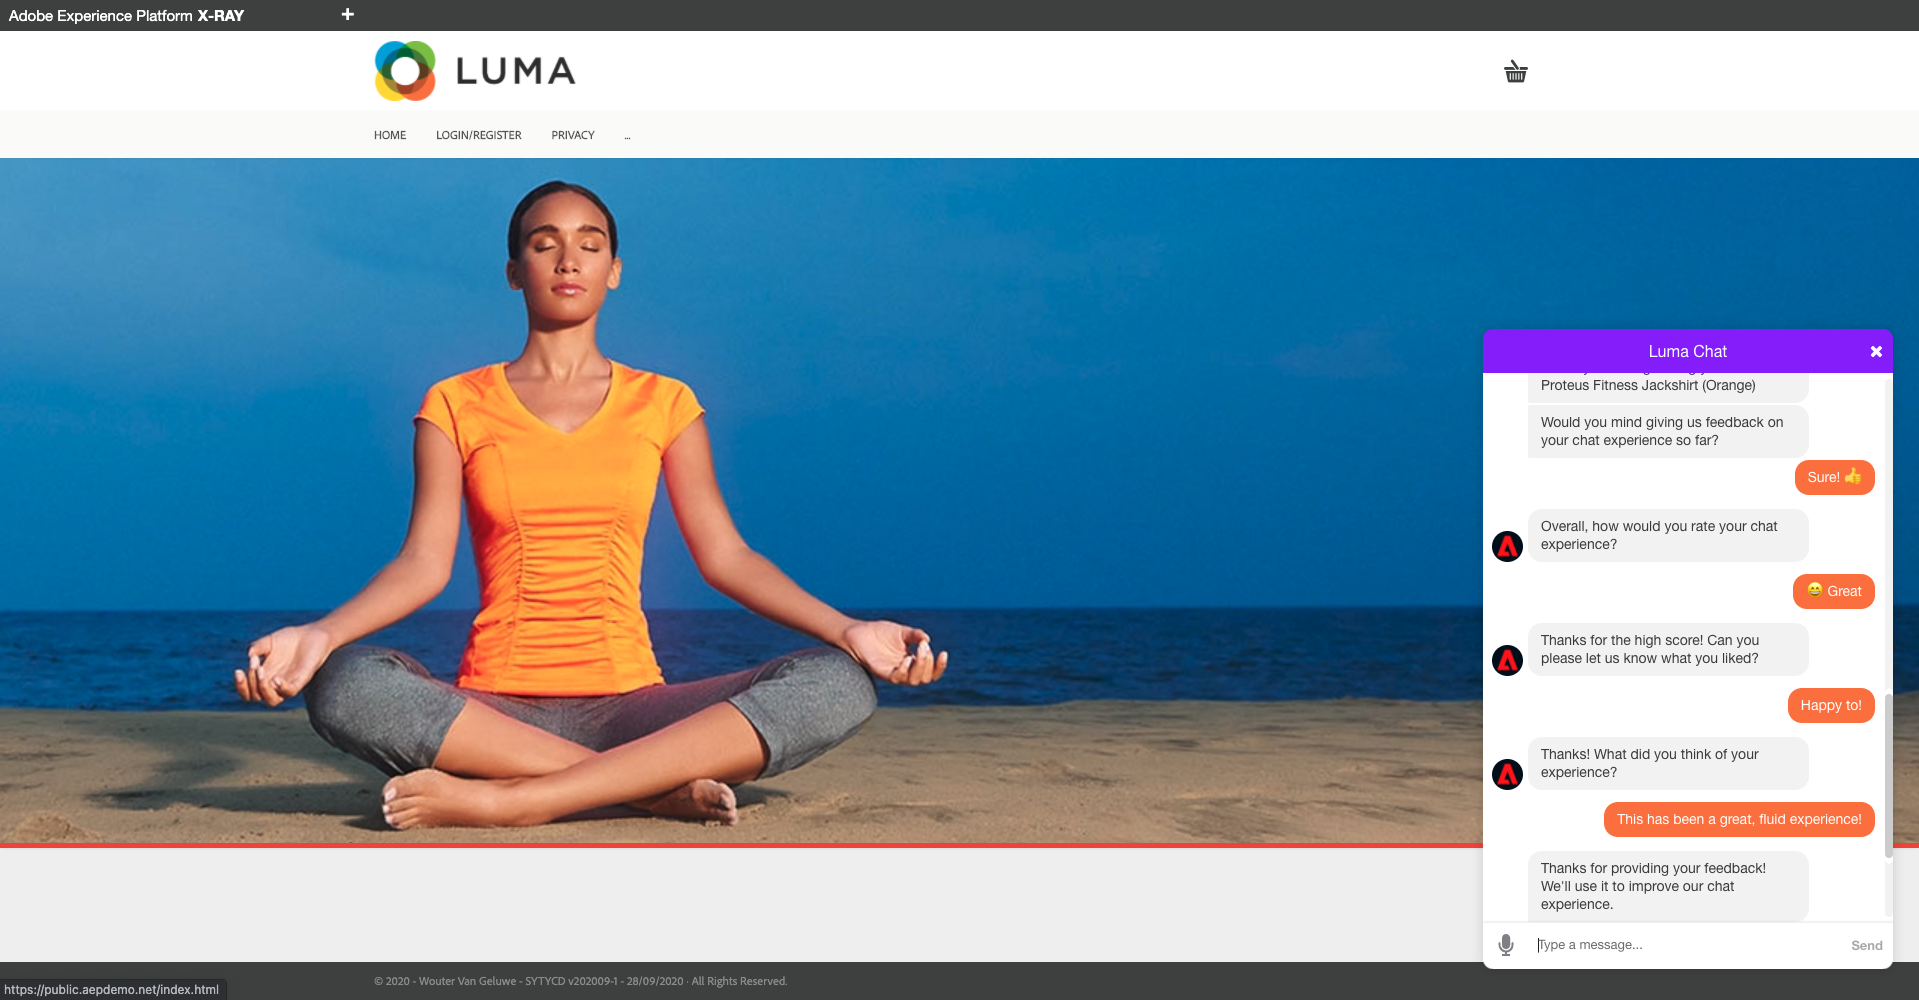 Adobe Experience Platform X-RAY
LUMA
HOME LOGIN/REGISTER PRIVACY ...
Luma Chat
Proteus Fitness Jackshirt (Orange)
Would you mind giving us feedback on
your chat experience so far?
Sure! 👍
Overall, how would you rate your chat
experience?
😄 Great
Thanks for the high score! Can you
please let us know what you liked?
Happy to!
Thanks! What did you think of your
experience?
This has been a great, fluid experience!
Thanks for providing your feedback!
We'll use it to improve our chat
experience.
Type a message...
Send
© 2020 - Wouter Van Geluwe - SYTYCD v202009-1 - 28/09/2020 · All Rights Reserved.
https://public.aepdemo.net/index.html